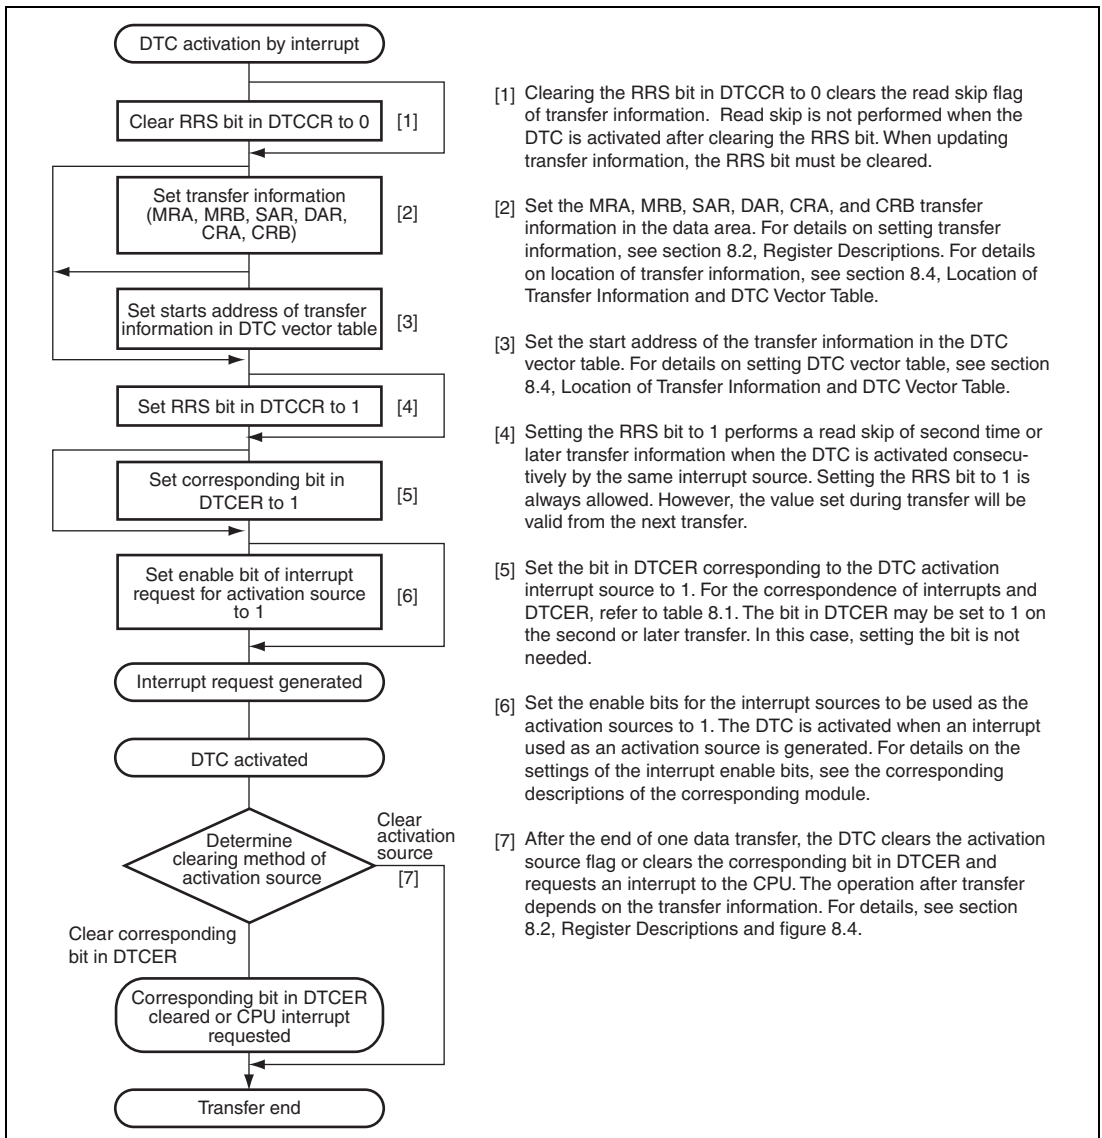 DTC activation by interrupt
Clear RRS bit in DTCCR to 0
[1]
Set transfer information
(MRA, MRB, SAR, DAR,
CRA, CRB)
[2]
Set starts address of transfer
information in DTC vector table
[3]
Set RRS bit in DTCCR to 1
[4]
Set corresponding bit in
DTCER to 1
[5]
Set enable bit of interrupt
request for activation source
to 1
[6]
Interrupt request generated
DTC activated
Determine
clearing method of
activation source
Clear
activation
source
[7]
Clear corresponding
bit in DTCER
Corresponding bit in DTCER
cleared or CPU interrupt
requested
Transfer end
[1] Clearing the RRS bit in DTCCR to 0 clears the read skip flag
of transfer information. Read skip is not performed when the
DTC is activated after clearing the RRS bit. When updating
transfer information, the RRS bit must be cleared.
[2] Set the MRA, MRB, SAR, DAR, CRA, and CRB transfer
information in the data area. For details on setting transfer
information, see section 8.2, Register Descriptions. For details
on location of transfer information, see section 8.4, Location of
Transfer Information and DTC Vector Table.
[3] Set the start address of the transfer information in the DTC
vector table. For details on setting DTC vector table, see section
8.4, Location of Transfer Information and DTC Vector Table.
[4] Setting the RRS bit to 1 performs a read skip of second time or
later transfer information when the DTC is activated consecu-
tively by the same interrupt source. Setting the RRS bit to 1 is
always allowed. However, the value set during transfer will be
valid from the next transfer.
[5] Set the bit in DTCER corresponding to the DTC activation
interrupt source to 1. For the correspondence of interrupts and
DTCER, refer to table 8.1. The bit in DTCER may be set to 1 on
the second or later transfer. In this case, setting the bit is not
needed.
[6] Set the enable bits for the interrupt sources to be used as the
activation sources to 1. The DTC is activated when an interrupt
used as an activation source is generated. For details on the
settings of the interrupt enable bits, see the corresponding
descriptions of the corresponding module.
[7] After the end of one data transfer, the DTC clears the activation
source flag or clears the corresponding bit in DTCER and
requests an interrupt to the CPU. The operation after transfer
depends on the transfer information. For details, see section
8.2, Register Descriptions and figure 8.4.